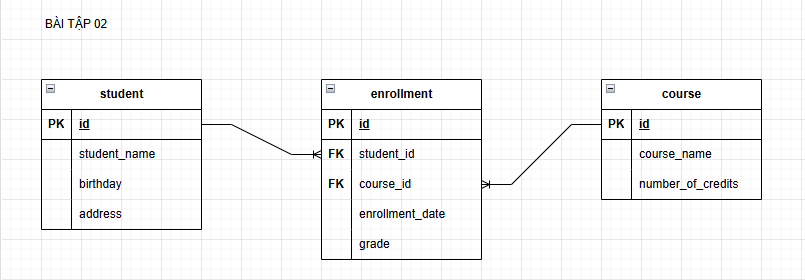 BÀI TẬP 02
student
PK id
student_name
birthday
address
enrollment
PK id
FK student_id
FK course_id
enrollment_date
grade
course
PK id
course_name
number_of_credits